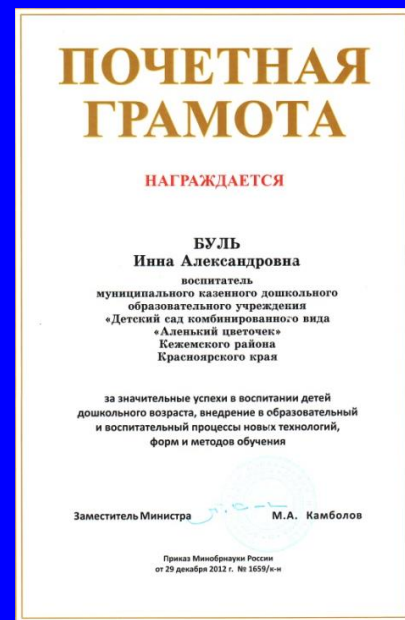 ПОЧЕТНАЯ
ГРАМОТА
НАГРАЖДАЕТСЯ
БУЛЬ
Инна Александровна
воспитатель
муниципального казенного дошкольного
образовательного учреждения
«Детский сад комбинированного вида
«Аленький цветочек»
Кежемского района
Красноярского края
за значительные успехи в воспитании детей
дошкольного возраста, внедрение в образовательный
и воспитательный процессы новых технологий,
форм и методов обучения
Заместитель Министра М.А. Камболов
Приказ Минобрнауки России
от 29 декабря 2012 г. № 1659/к-н